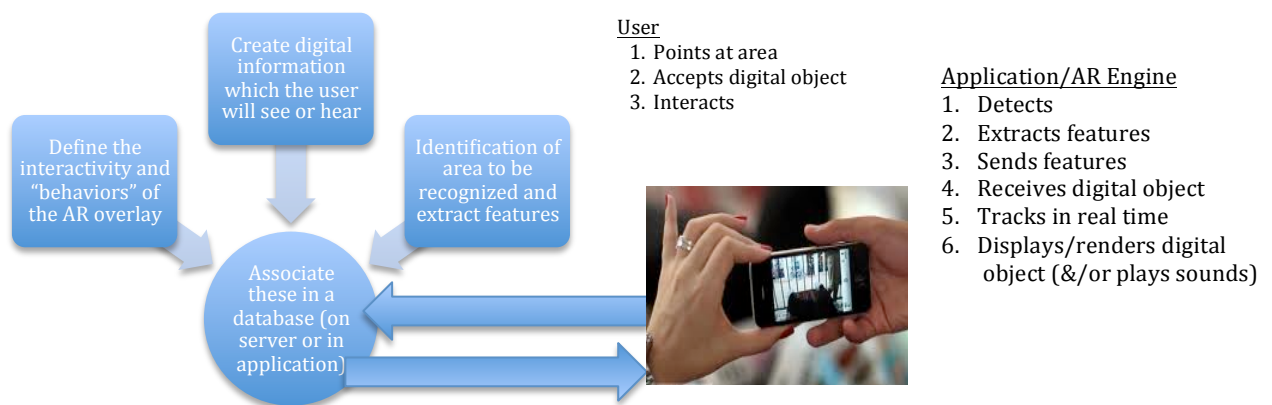 Create digital
information
which the user
will see or hear
Define the
interactivity and
“behaviors” of
the AR overlay
Identification of
area to be
recognized and
extract features
Associate
these in a
database (on
server or in
application)
User
1. Points at area
2. Accepts digital object
3. Interacts
Application/AR Engine
1. Detects
2. Extracts features
3. Sends features
4. Receives digital object
5. Tracks in real time
6. Displays/renders digital
object (&/or plays sounds)